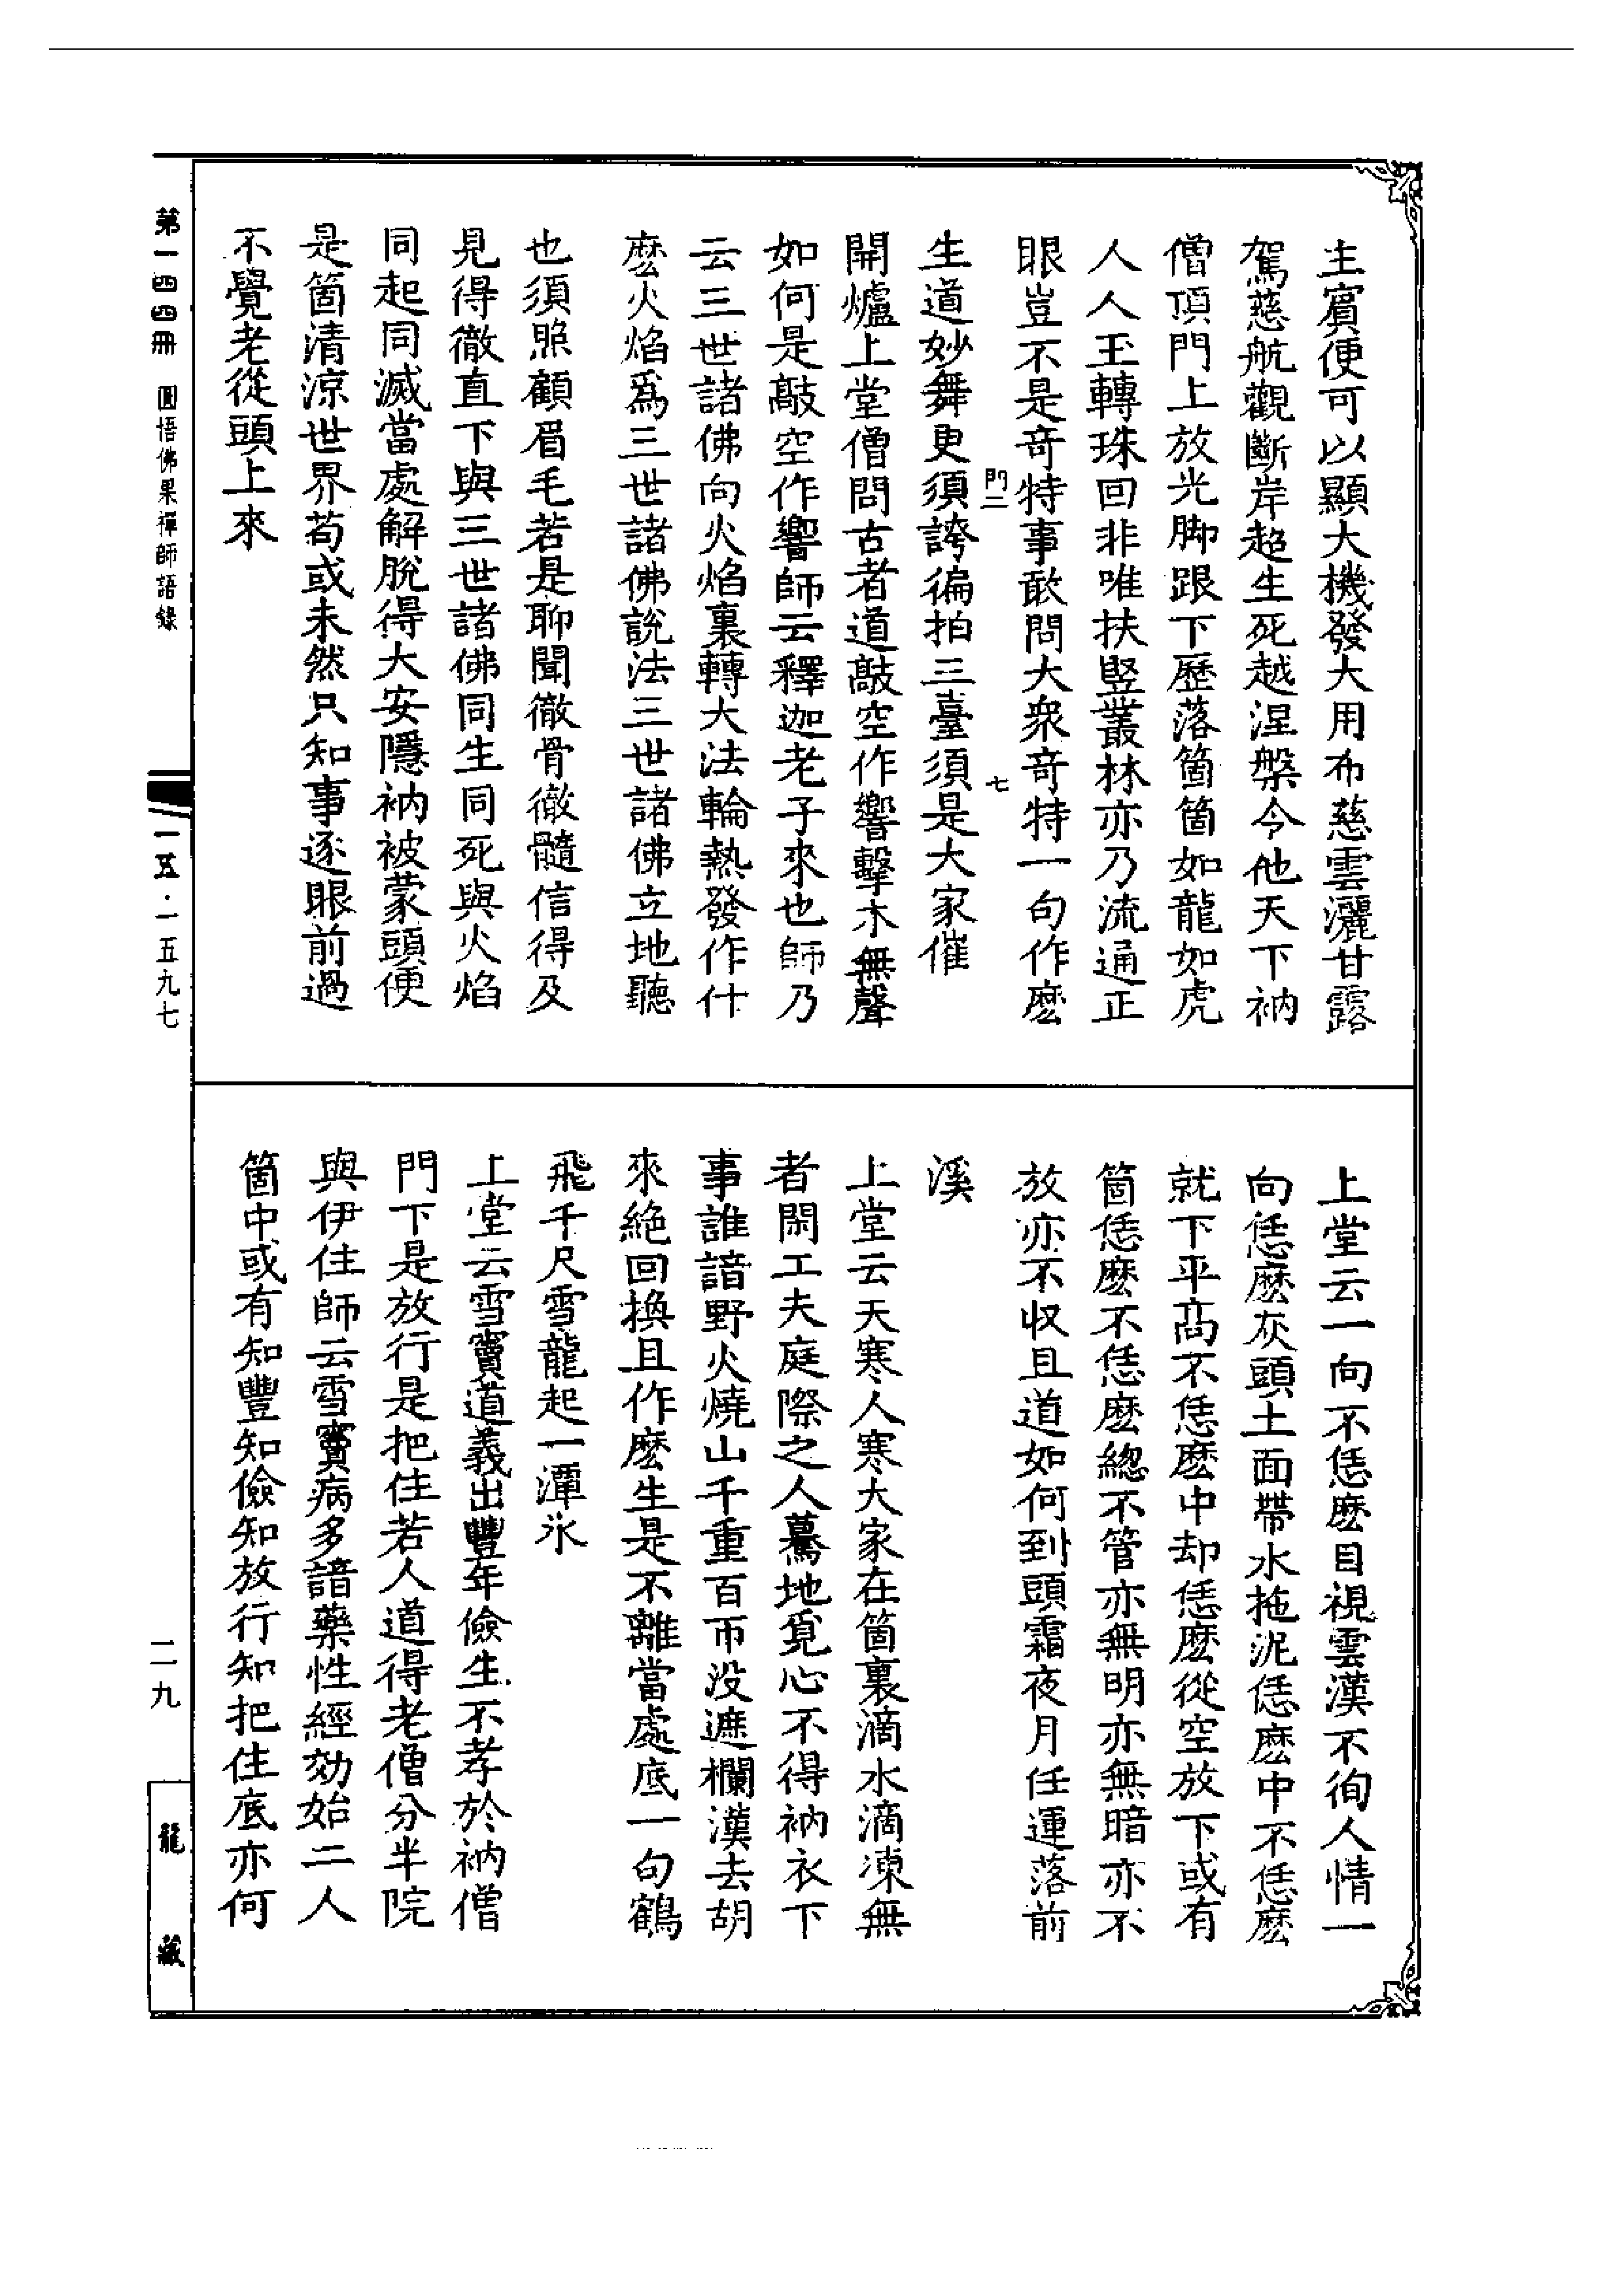 主賓便可以顯大機發大用布慈雲灑甘露
駕慈航觀斷岸超生死越涅槃今他天下衲
僧頂門上放光脚跟下歷落箇箇如龍如虎
人人玉轉珠回非唯扶豎叢林亦乃流通正
眼豈不是竒特事敢問大衆竒特一句作麽
門二
七
生道妙舞更須誇徧拍三臺須是大家催
開爐上堂僧問古者道敲空作響擊木無聲
如何是敲空作響師云釋迦老子來也師乃
云三世諸佛向火焰裏轉大法輪熱發作什
麽火焰爲三世諸佛説法三世諸佛立地聽
也須照顧眉毛若是聊聞徹骨徹髓信得及
見得徹直下與三世諸佛同生同死與火焰
同起同滅當處解脫得大安隱衲被蒙頭便
是箇清涼世界苟或未然只知事逐眼前過
不覺老從頭上來
上堂云一向不恁麽目視雲漢不徇人情一
向恁麽灰頭土面帶水拖泥恁麽中不恁麽
就下平高不恁麽中却恁麽從空放下或有
箇恁麽不恁麽總不管亦無明亦無暗亦不
放亦不收且道如何到頭霜夜月任運落前
溪
上堂云天寒人寒大家在箇裏滴水滴凍無
者閑工夫庭際之人驀地覓心不得衲衣下
事誰諳野火燒山千重百帀没遮欄漢去胡
來絕回換且作麽生是不離當處底一句鶴
飛千尺雪龍起一潭氷
上堂云雪竇道義出豐年儉生不孝於衲僧
門下是放行是把住若人道得老僧分半院
與伊住師云雪竇病多諳藥性經効始二人
箇中或有知豐知儉知放行知把住底亦何
第一四四冊
圓悟佛果禪師語錄
一五·一五九七
二九
龍藏